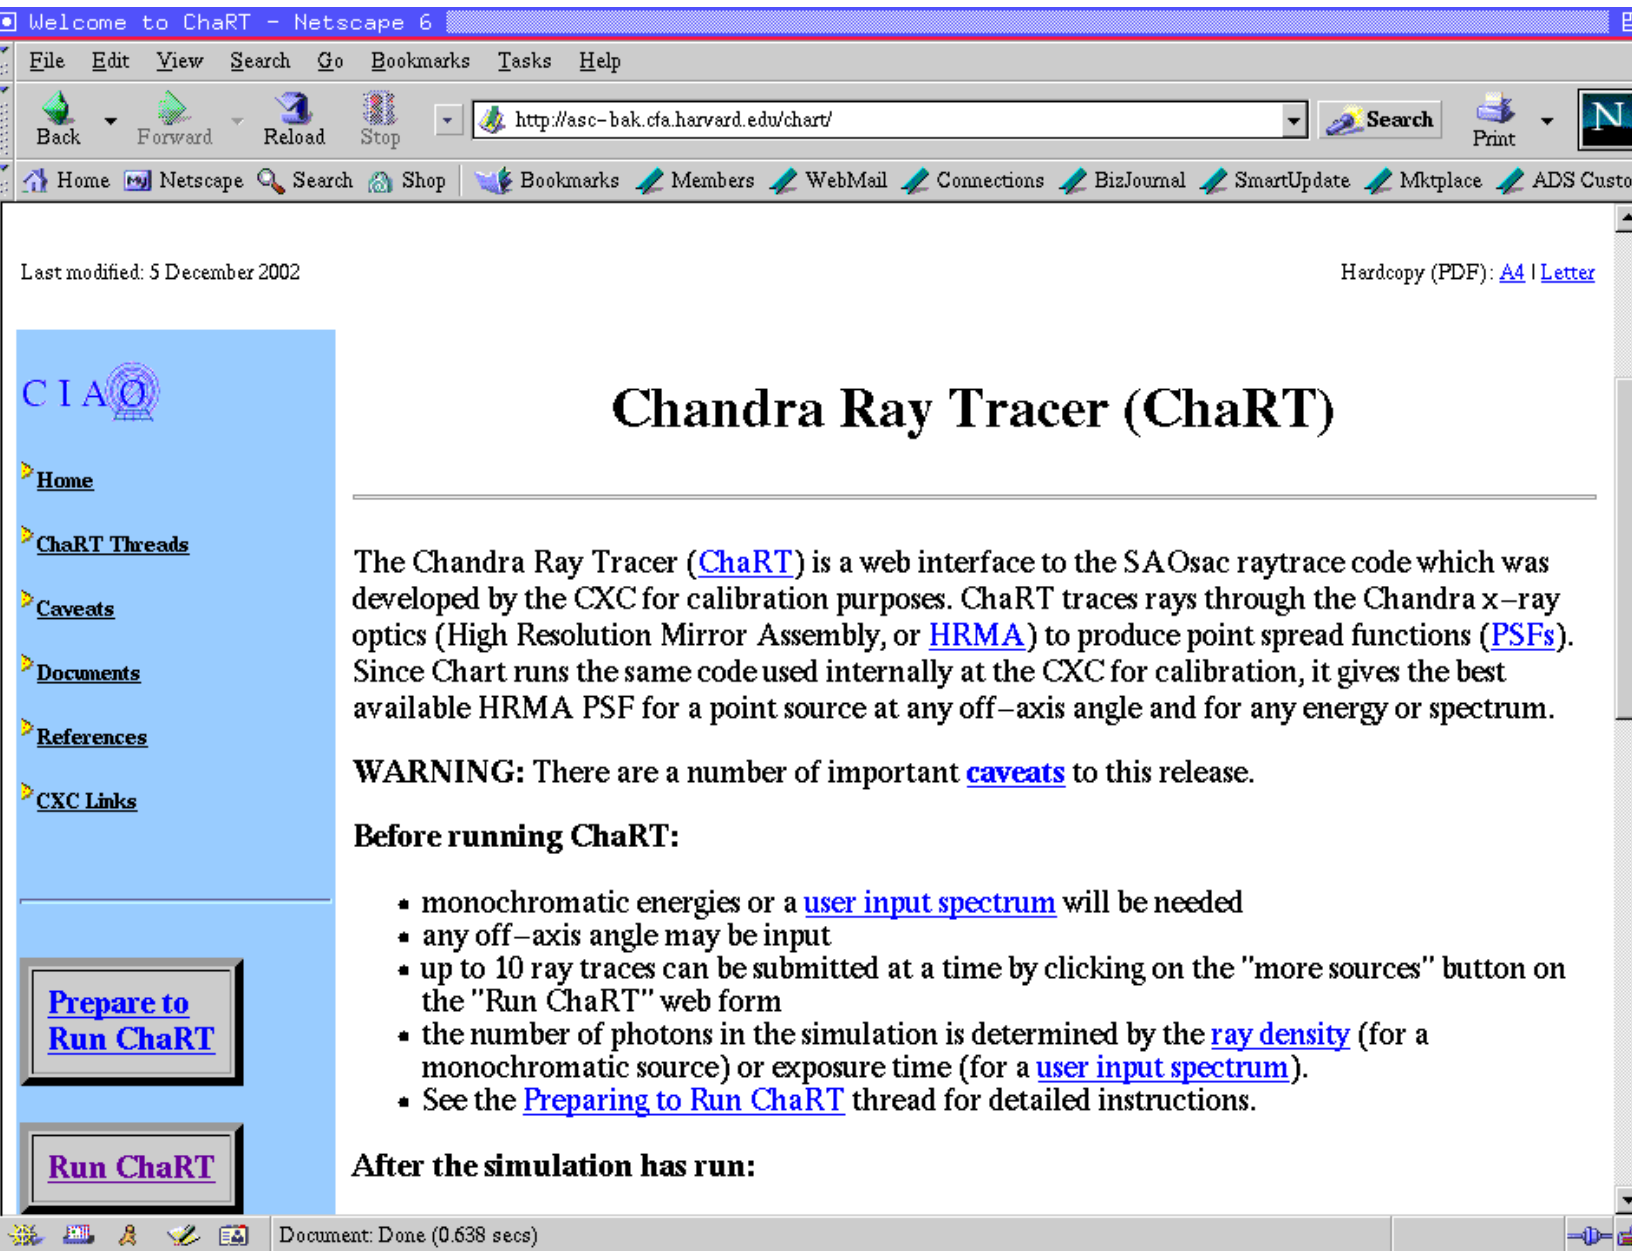 Welcome to ChaRT - Netscape 6
File Edit View Search Go Bookmarks Tasks Help
Back Forward Reload Stop http://asc-bak.cfa.harvard.edu/chart/ Search Print N
Home My Netscape Search Shop Bookmarks Members WebMail Connections BizJournal SmartUpdate Mktplace ADS Custo
Last modified: 5 December 2002 Hardcopy (PDF): A4 | Letter
CIAO
Home
ChaRT Threads
Caveats
Documents
References
CXC Links
Prepare to
Run ChaRT
Run ChaRT
Chandra Ray Tracer (ChaRT)
The Chandra Ray Tracer (ChaRT) is a web interface to the SAOsac raytrace code which was
developed by the CXC for calibration purposes. ChaRT traces rays through the Chandra x-ray
optics (High Resolution Mirror Assembly, or HRMA) to produce point spread functions (PSFs).
Since Chart runs the same code used internally at the CXC for calibration, it gives the best
available HRMA PSF for a point source at any off-axis angle and for any energy or spectrum.
WARNING: There are a number of important caveats to this release.
Before running ChaRT:
• monochromatic energies or a user input spectrum will be needed
• any off-axis angle may be input
• up to 10 ray traces can be submitted at a time by clicking on the "more sources" button on
the "Run ChaRT" web form
• the number of photons in the simulation is determined by the ray density (for a
monochromatic source) or exposure time (for a user input spectrum).
• See the Preparing to Run ChaRT thread for detailed instructions.
After the simulation has run:
Document: Done (0.638 secs)